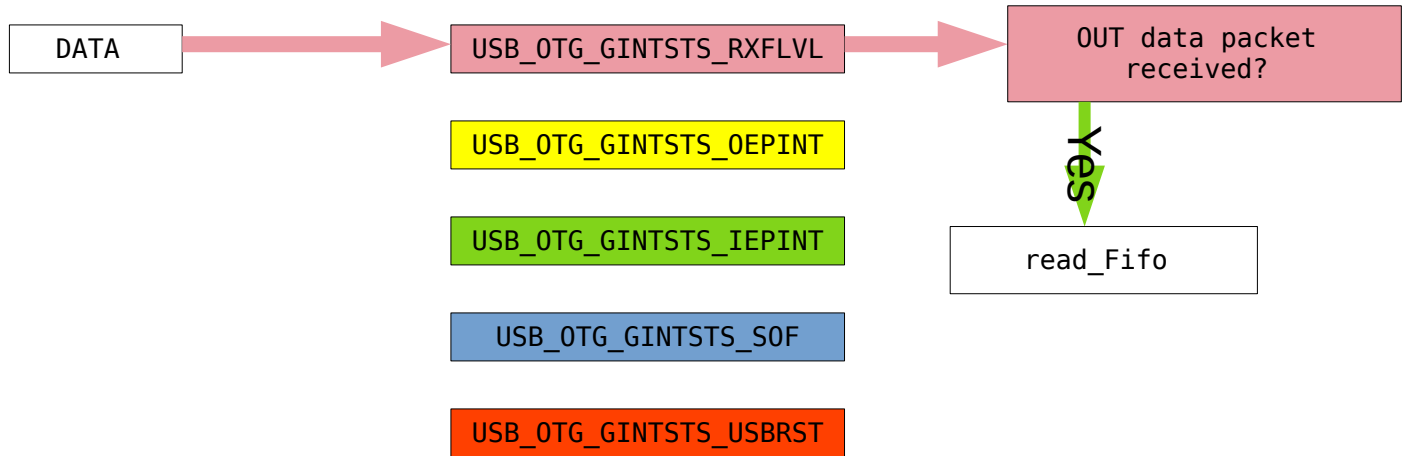 DATA
USB_OTG_GINTSTS_RXFLVL
OUT data packet
received?
USB_OTG_GINTSTS_OEPINT
Yes
USB_OTG_GINTSTS_IEPINT
read_Fifo
USB_OTG_GINTSTS_SOF
USB_OTG_GINTSTS_USBRST